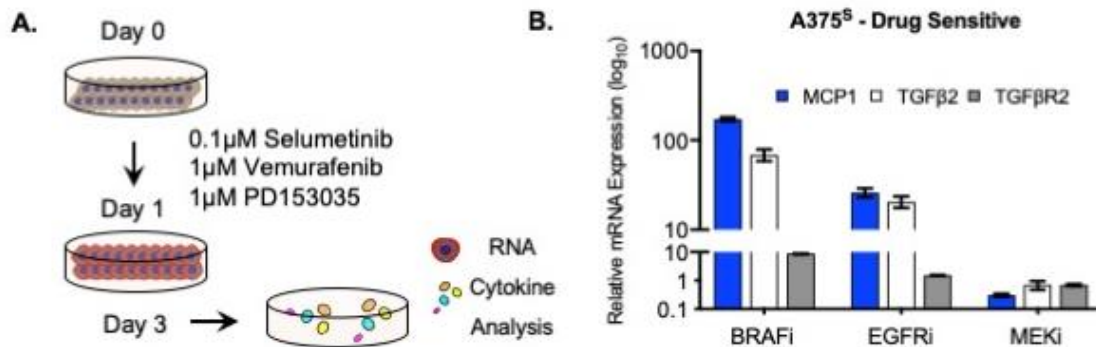 A.
Day 0
0.1μM Selumetinib
1μM Vemurafenib
1μM PD153035
Day 1
RNA
Cytokine
Analysis
Day 3
B.
A375ˢ - Drug Sensitive
Relative mRNA Expression (log₁₀)
1000
100
10
10
1
0.1
MCP1 TGFβ2 TGFβR2
BRAFi EGFRi MEKi